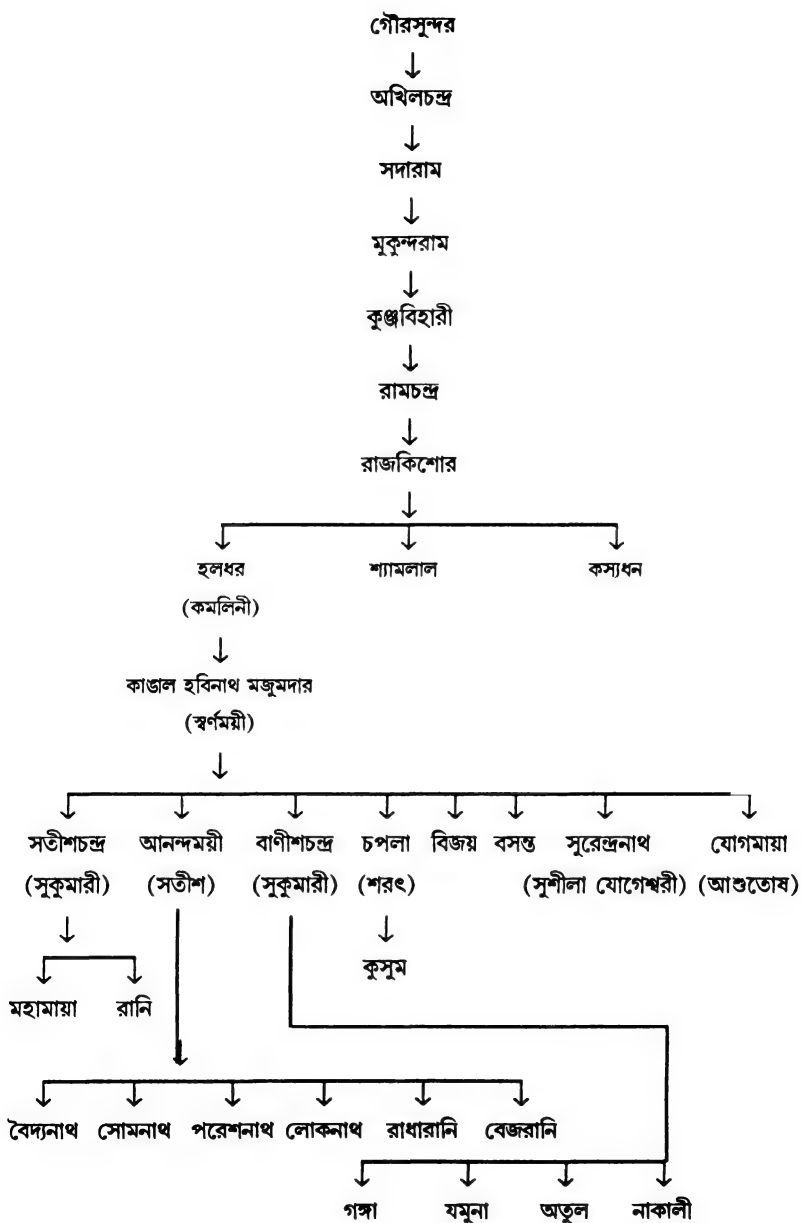 গৌরসুন্দর
অখিলচন্দ্র
সদারাম
মুকুন্দরাম
কুঞ্জবিহারী
রামচন্দ্র
রাজকিশোর
হলধর শ্যামলাল কস্যধন
(কমলিনী)
কাঙাল হবিনাথ মজুমদার
(স্বর্ণময়ী)
সতীশচন্দ্র আনন্দময়ী বাণীশচন্দ্র চপলা বিজয় বসন্ত সুরেন্দ্রনাথ যোগমায়া
(সুকুমারী) (সতীশ) (সুকুমারী) (শরৎ) (সুশীলা যোগেশ্বরী) (আশুতোষ)
কুসুম
মহামায়া রানি
বৈদ্যনাথ সোমনাথ পরেশনাথ লোকনাথ রাধারানি বেজরানি
গঙ্গা যমুনা অতুল নাকালী